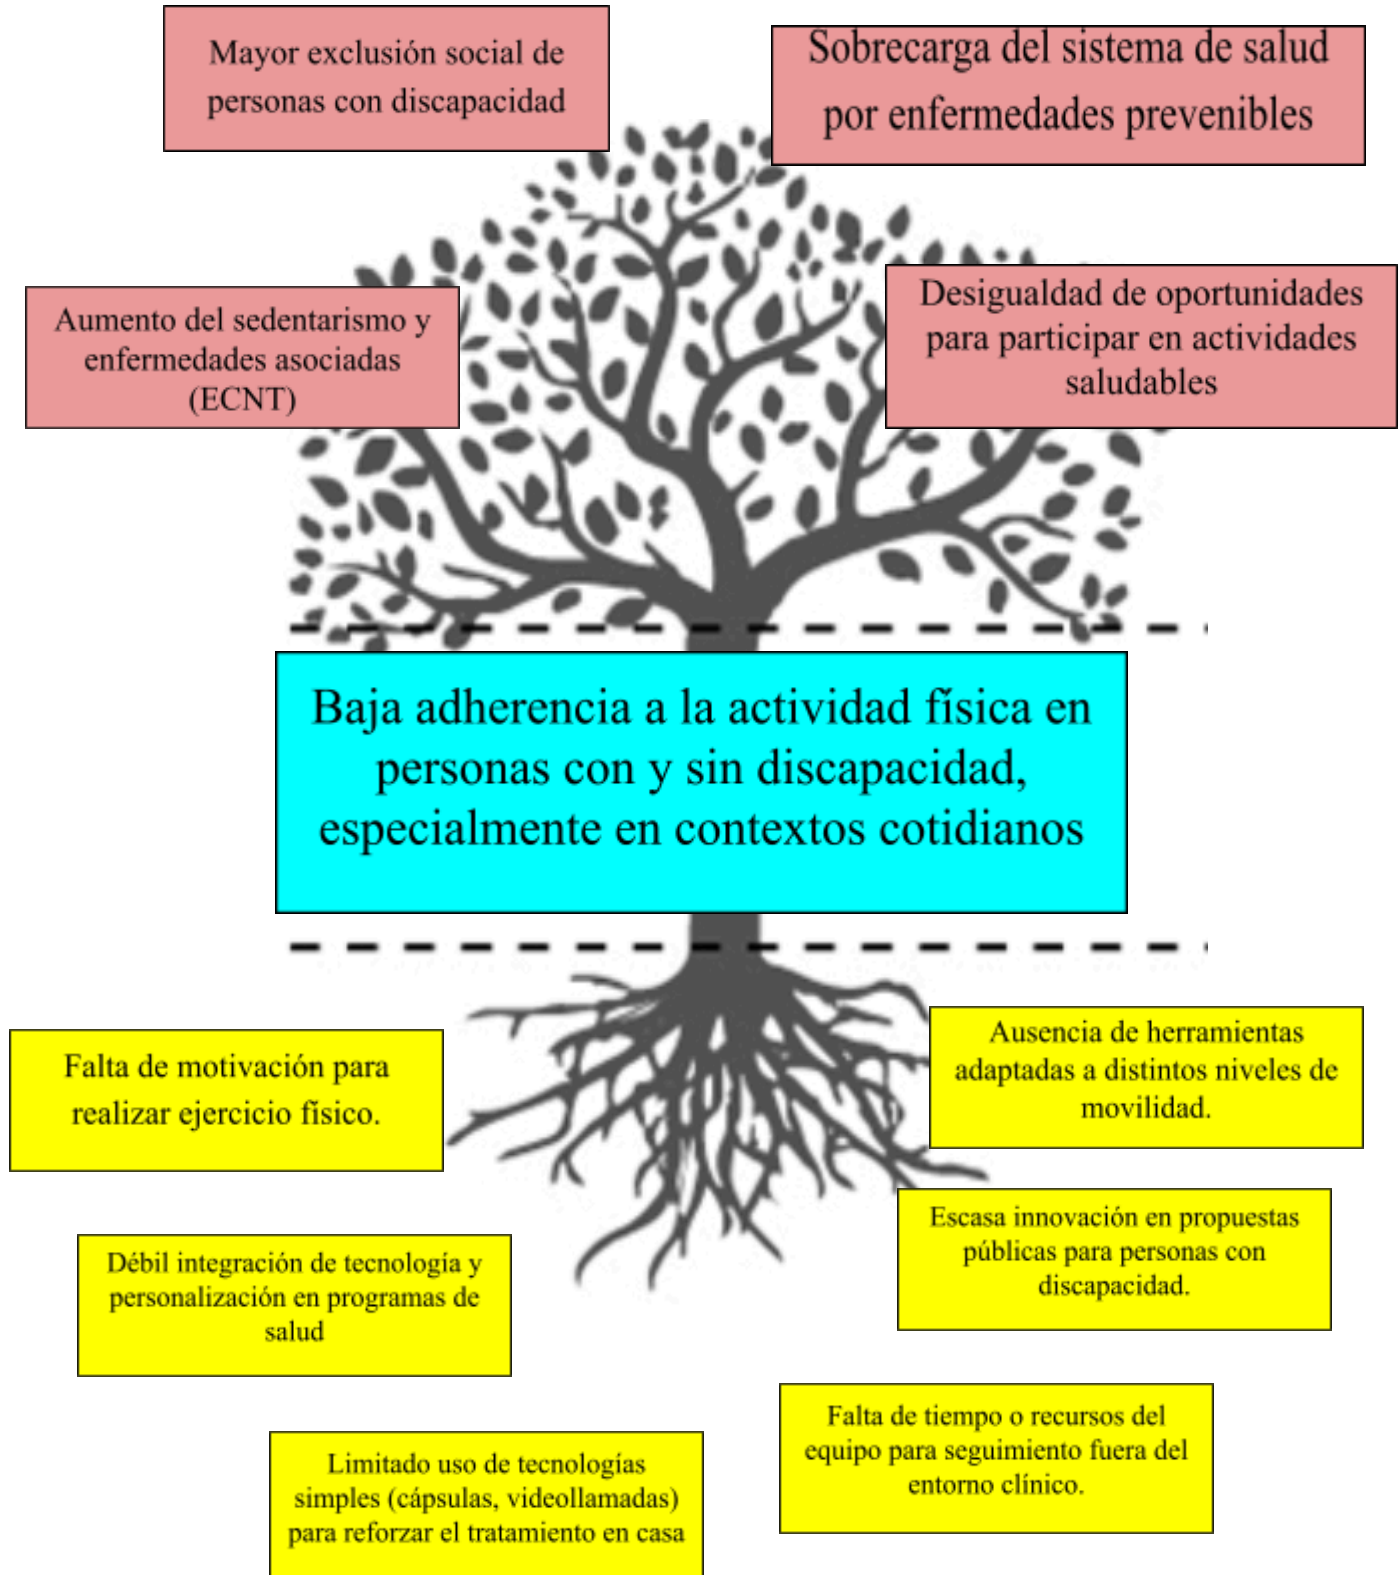 Mayor exclusión social de
personas con discapacidad
Sobrecarga del sistema de salud
por enfermedades prevenibles
Aumento del sedentarismo y
enfermedades asociadas
(ECNT)
Desigualdad de oportunidades
para participar en actividades
saludables
Baja adherencia a la actividad física en
personas con y sin discapacidad,
especialmente en contextos cotidianos
Falta de motivación para
realizar ejercicio físico.
Ausencia de herramientas
adaptadas a distintos niveles de
movilidad.
Débil integración de tecnología y
personalización en programas de
salud
Escasa innovación en propuestas
públicas para personas con
discapacidad.
Limitado uso de tecnologías
simples (cápsulas, videollamadas)
para reforzar el tratamiento en casa
Falta de tiempo o recursos del
equipo para seguimiento fuera del
entorno clínico.